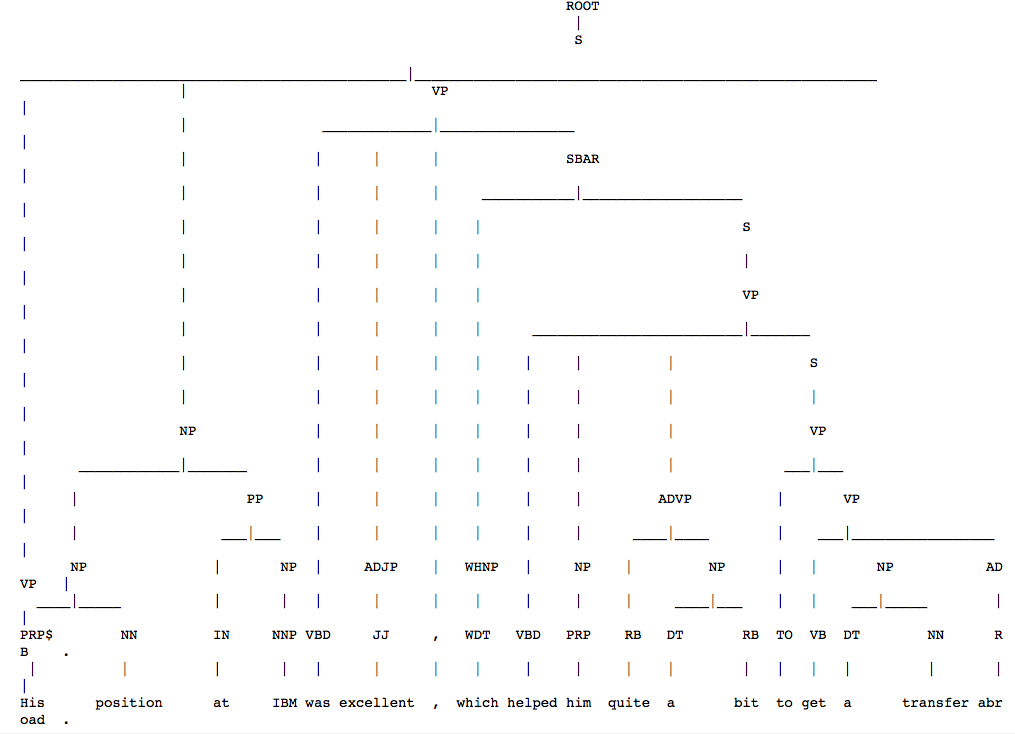 ROOT
S
VP
SBAR
S
VP
S
NP VP
PP ADVP VP
NP NP ADJP WHNP NP NP NP AD
VP
PRP$ NN IN NNP VBD JJ , WDT VBD PRP RB DT RB TO VB DT NN R
B .
His position at IBM was excellent , which helped him quite a bit to get a transfer abr
oad .